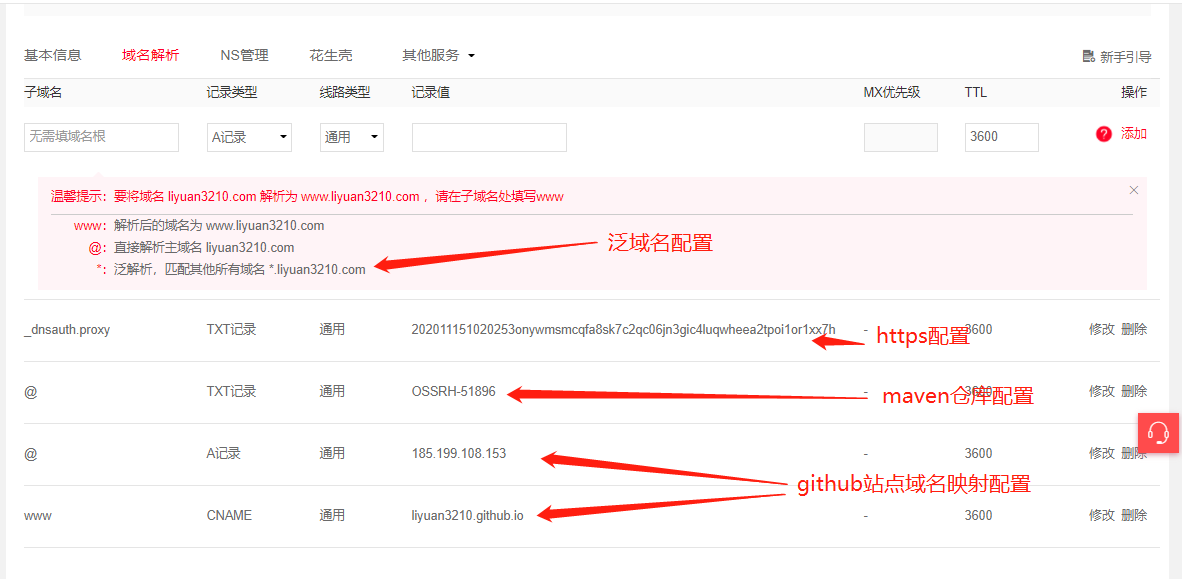 基本信息 域名解析 NS管理 花生壳 其他服务 新手引导
子域名 记录类型 线路类型 记录值 MX优先级 TTL 操作
无需填域名根 A记录 通用 3600 ? 添加
温馨提示：要将域名 liyuan3210.com 解析为 www.liyuan3210.com ，请在子域名处填写www
www：解析后的域名为 www.liyuan3210.com
@：直接解析主域名 liyuan3210.com
*：泛解析，匹配其他所有域名 *.liyuan3210.com
泛域名配置
_dnsauth.proxy TXT记录 通用 202011151020253onywmsmcqfa8sk7c2qc06jn3gic4luqwheea2tpoi1or1xx7h - 3600 修改 删除
https配置
@ TXT记录 通用 OSSRH-51896 - 3600 修改 删除
maven仓库配置
@ A记录 通用 185.199.108.153 - 3600 修改 删除
github站点域名映射配置
www CNAME 通用 liyuan3210.github.io - 3600 修改 删除